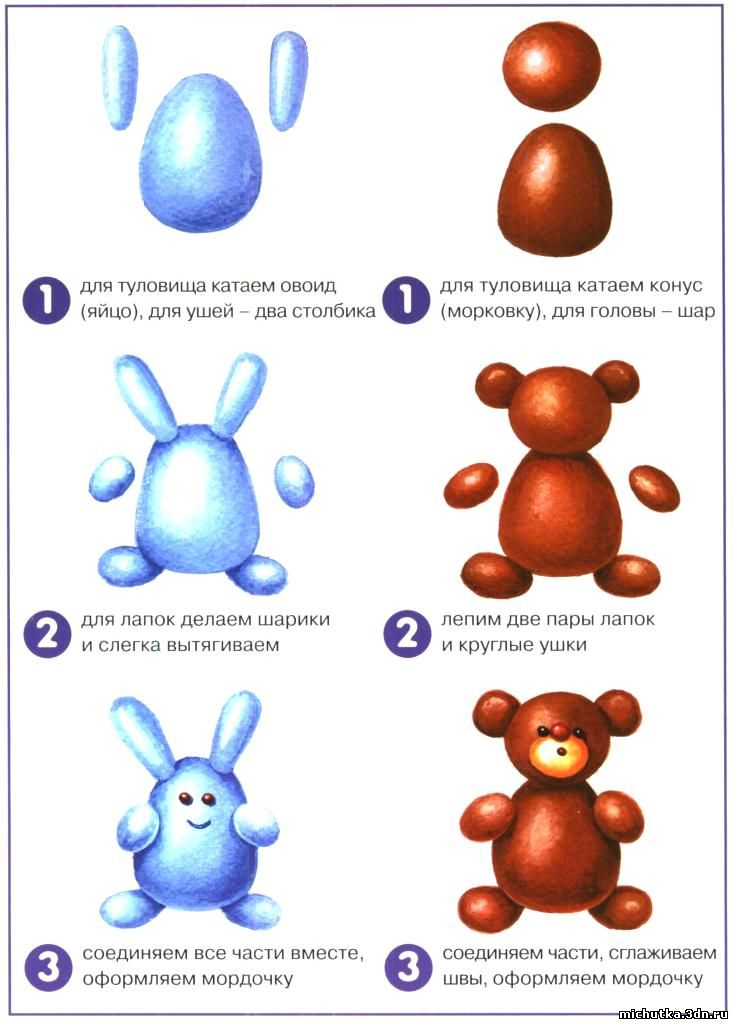 1
для туловища катаем овоид
(яйцо), для ушей – два столбика
1
для туловища катаем конус
(морковку), для головы – шар
2
для лапок делаем шарики
и слегка вытягиваем
2
лепим две пары лапок
и круглые ушки
3
соединяем все части вместе,
оформляем мордочку
3
соединяем части, сглаживаем
швы, оформляем мордочку
michutka.3dn.ru